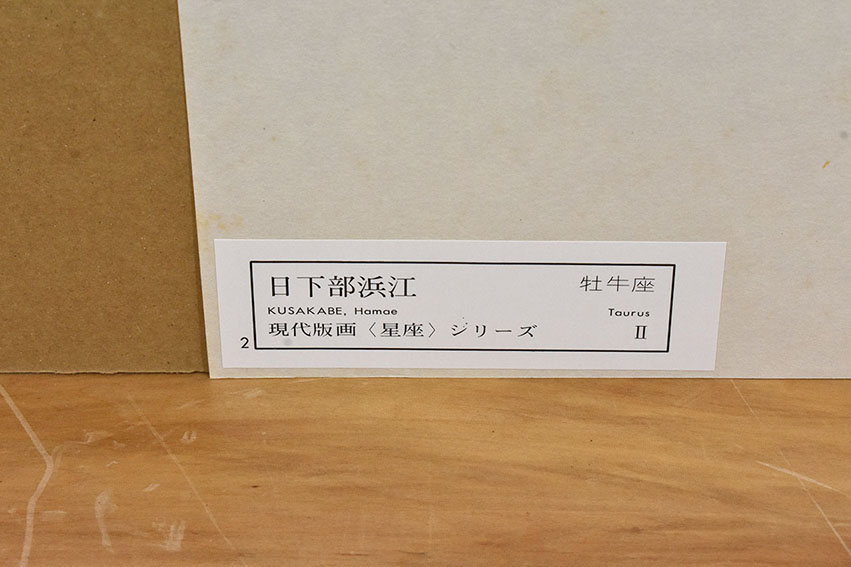 日下部浜江 牡牛座
KUSAKABE, Hamae Taurus
現代版画〈星座〉シリーズ II
2